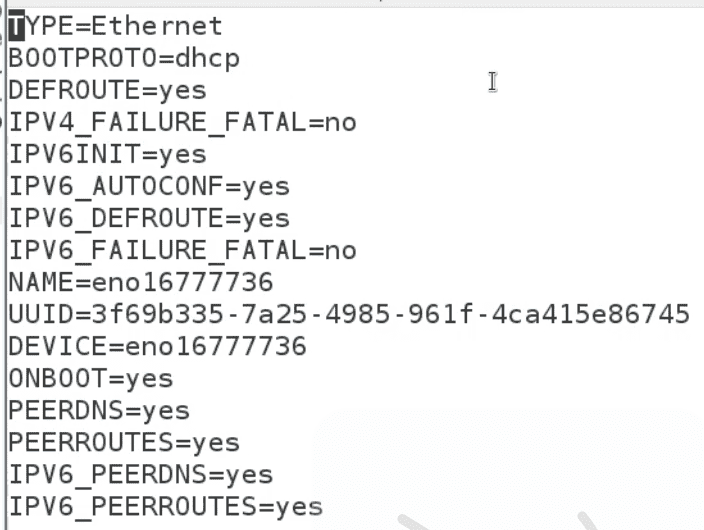 TYPE=Ethernet
BOOTPROTO=dhcp
DEFROUTE=yes
IPV4_FAILURE_FATAL=no
IPV6INIT=yes
IPV6_AUTOCONF=yes
IPV6_DEFROUTE=yes
IPV6_FAILURE_FATAL=no
NAME=eno16777736
UUID=3f69b335-7a25-4985-961f-4ca415e86745
DEVICE=eno16777736
ONBOOT=yes
PEERDNS=yes
PEERROUTES=yes
IPV6_PEERDNS=yes
IPV6_PEERROUTES=yes